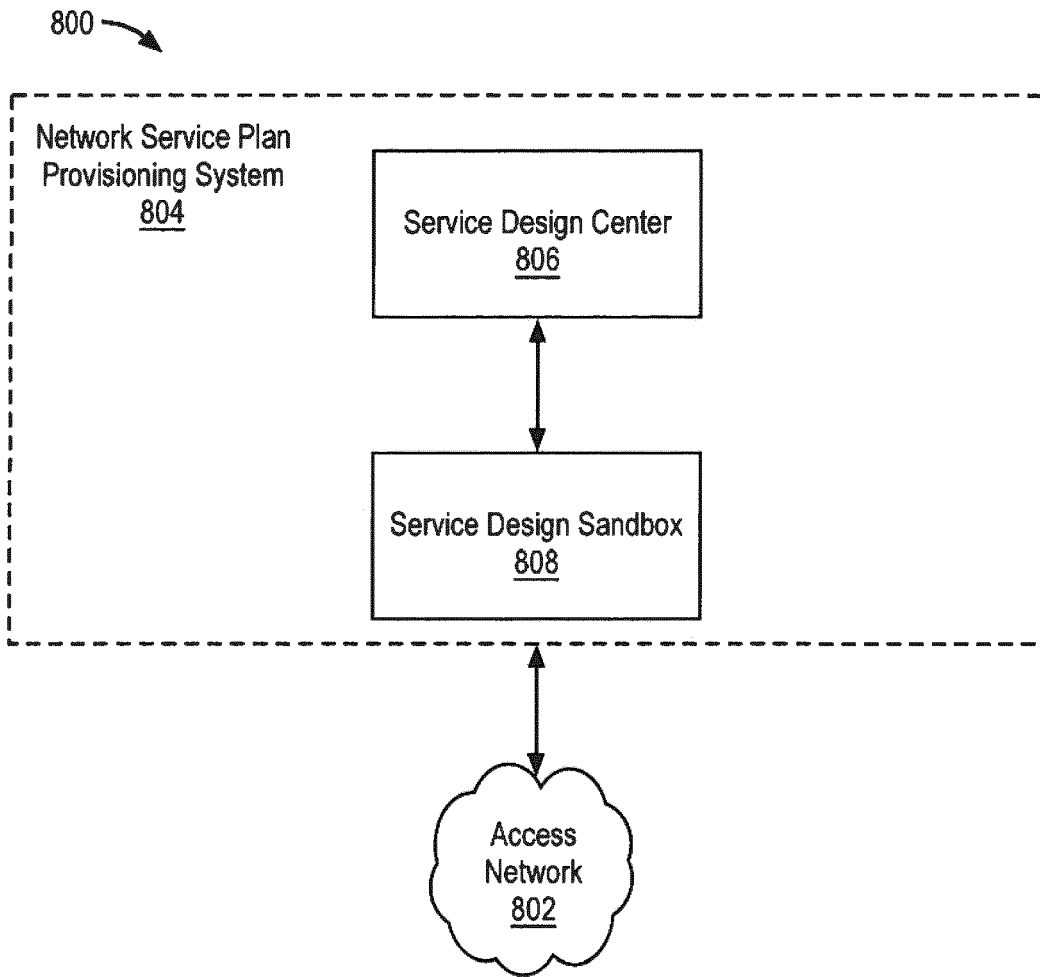 800
Network Service Plan
Provisioning System
804
Service Design Center
806
Service Design Sandbox
808
Access
Network
802